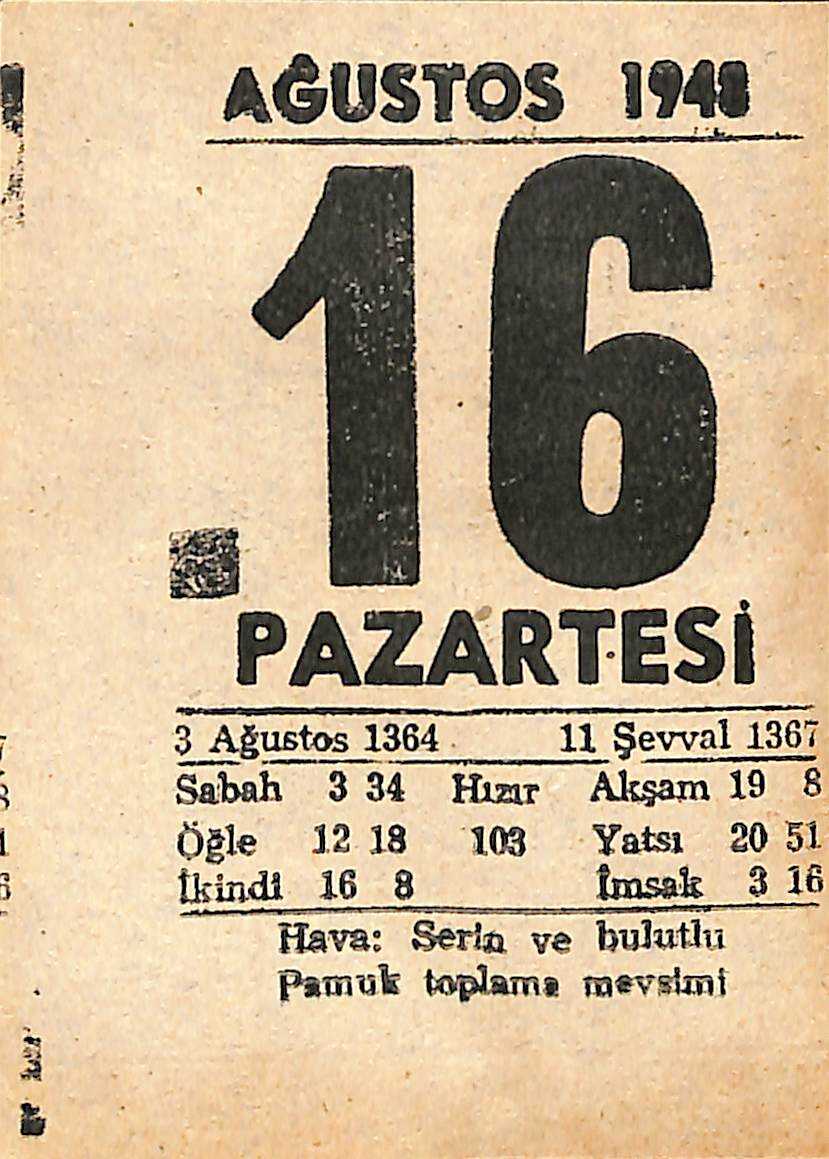 AĞUSTOS 1948
16
PAZARTESİ
3 Ağustos 1364 11 Şevval 1367
Sabah 3 34 Hızır Akşam 19 8
Öğle 12 18 103 Yatsı 20 51
İkindi 16 8 İmsak 3 16
Hava: Serin ve bulutlu
Pamuk toplama mevsimi